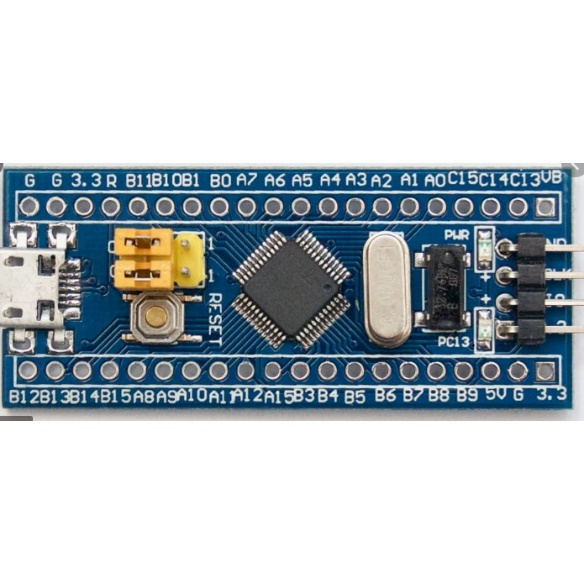 G G 3.3 R B11 B10 B1 B0 A7 A6 A5 A4 A3 A2 A1 A0 C15 C14 C13 VB
PWR
1
1
RESET
PC13
B12 B13 B14 B15 A8 A9 A10 A11 A12 A15 B3 B4 B5 B6 B7 B8 B9 5V G 3.3